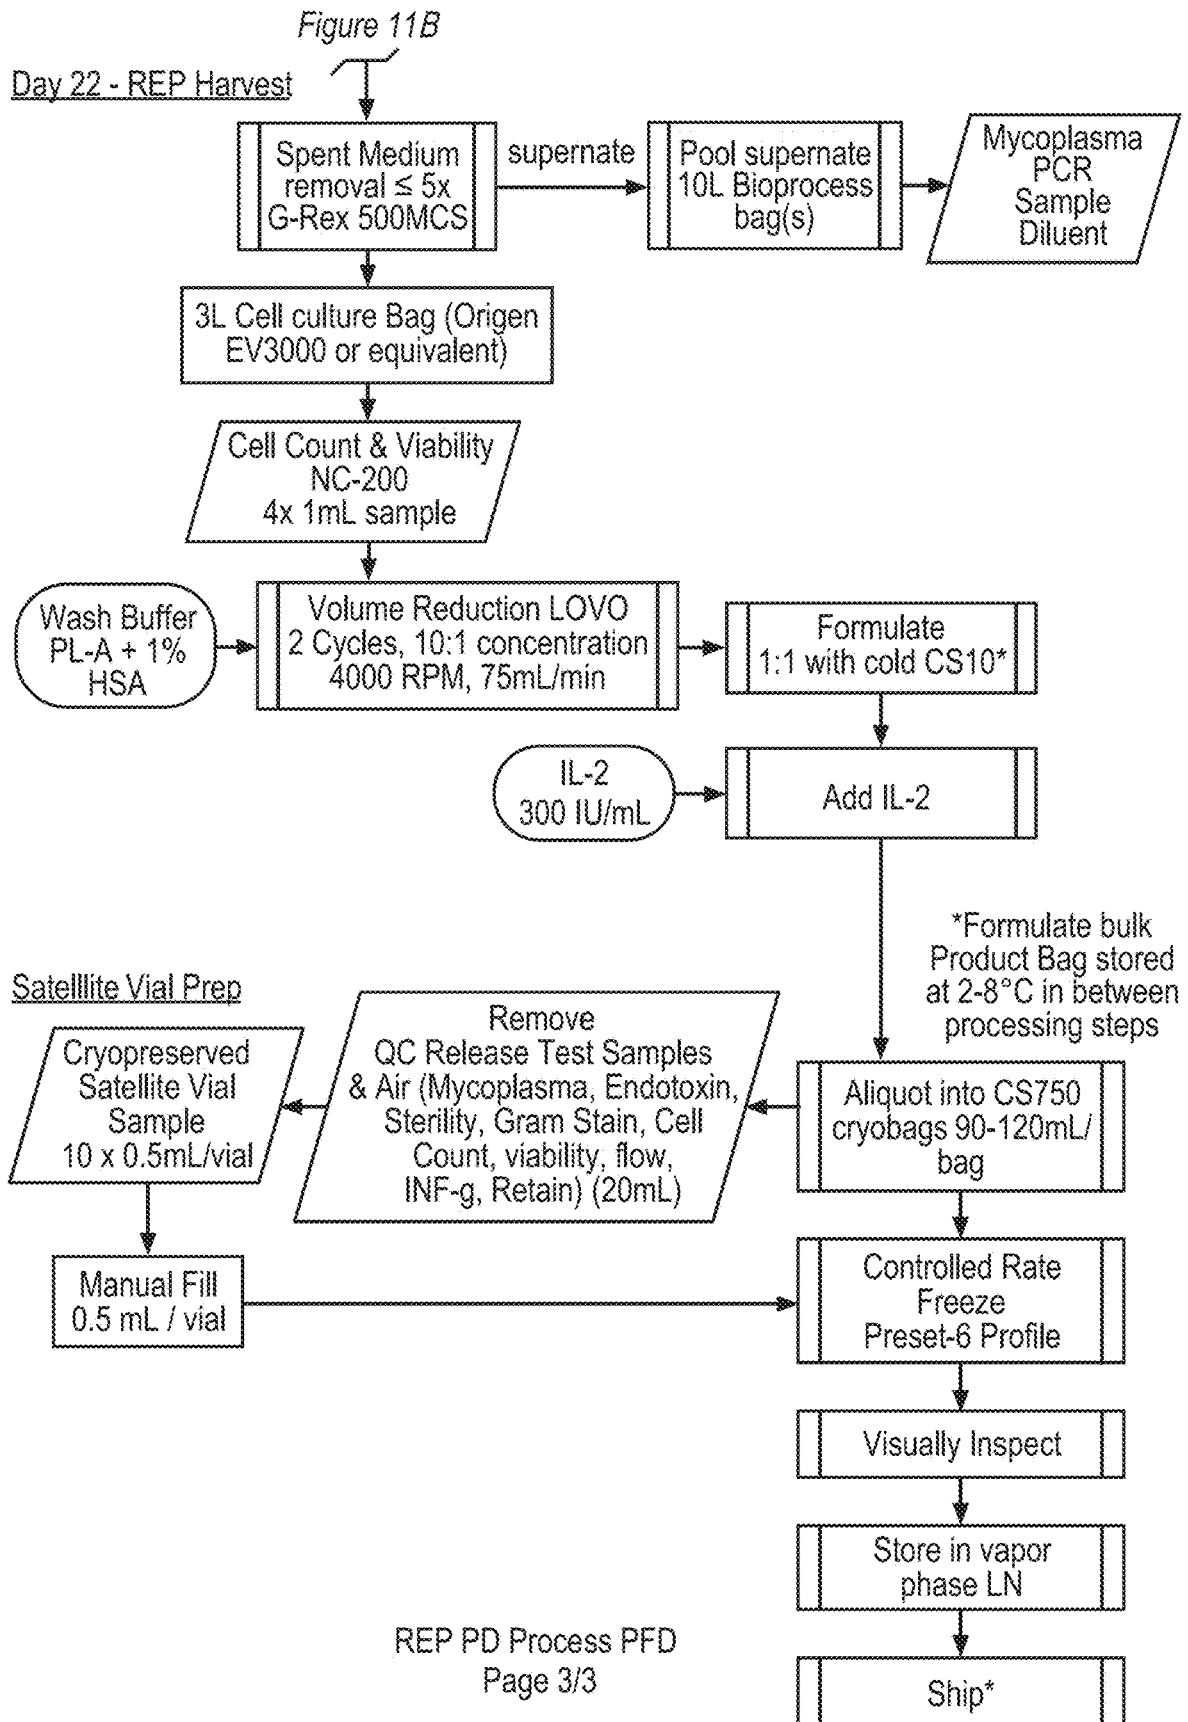 Figure 11B
Day 22 - REP Harvest
Spent Medium
removal ≤ 5x
G-Rex 500MCS
supernate
Pool supernate
10L Bioprocess
bag(s)
Mycoplasma
PCR
Sample
Diluent
3L Cell culture Bag (Origen
EV3000 or equivalent)
Cell Count & Viability
NC-200
4x 1mL sample
Wash Buffer
PL-A + 1%
HSA
Volume Reduction LOVO
2 Cycles, 10:1 concentration
4000 RPM, 75mL/min
Formulate
1:1 with cold CS10*
IL-2
300 IU/mL
Add IL-2
*Formulate bulk
Product Bag stored
at 2-8°C in between
processing steps
Satelllite Vial Prep
Cryopreserved
Satellite Vial
Sample
10 x 0.5mL/vial
Remove
QC Release Test Samples
& Air (Mycoplasma, Endotoxin,
Sterility, Gram Stain, Cell
Count, viability, flow,
INF-g, Retain) (20mL)
Aliquot into CS750
cryobags 90-120mL/
bag
Manual Fill
0.5 mL / vial
Controlled Rate
Freeze
Preset-6 Profile
Visually Inspect
Store in vapor
phase LN
Ship*
REP PD Process PFD
Page 3/3